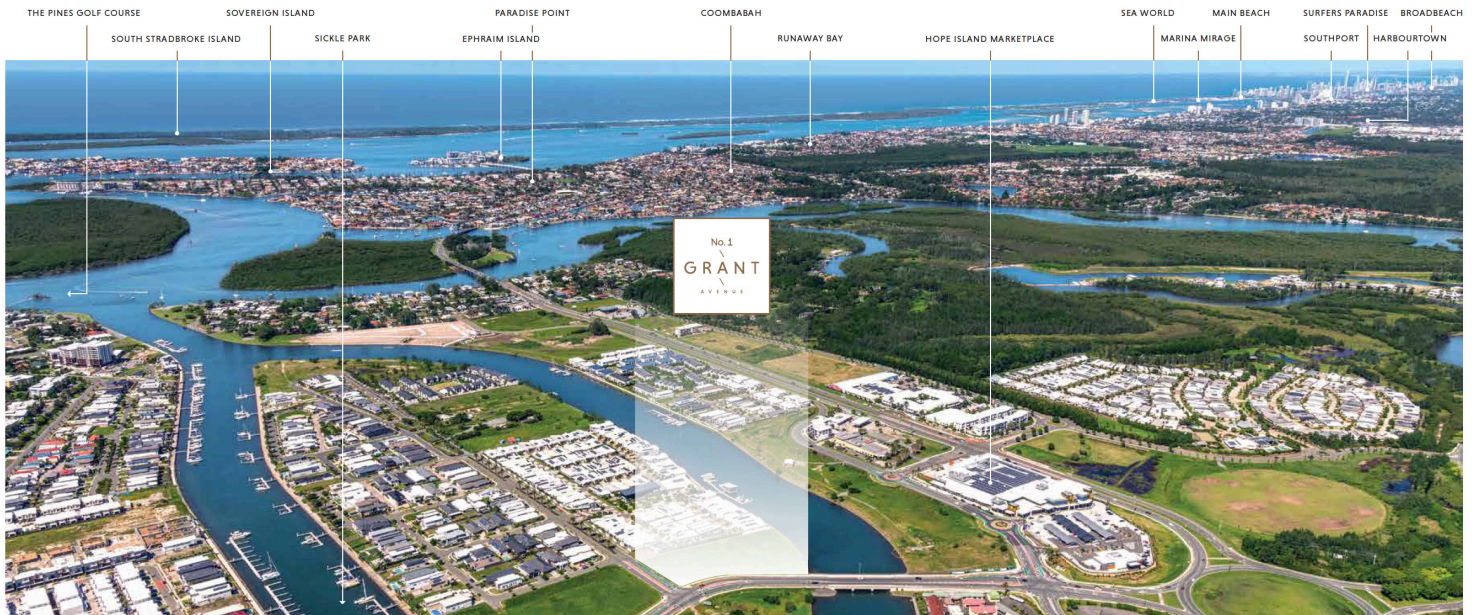 THE PINES GOLF COURSE
SOVEREIGN ISLAND
PARADISE POINT
COOMBABAH
SEA WORLD
MAIN BEACH
SURFERS PARADISE
BROADBEACH
SOUTH STRADBROKE ISLAND
SICKLE PARK
EPHRAIM ISLAND
RUNAWAY BAY
HOPE ISLAND MARKETPLACE
MARINA MIRAGE
SOUTHPORT
HARBOURTOWN
No. 1
\
GRANT
\
AVENUE